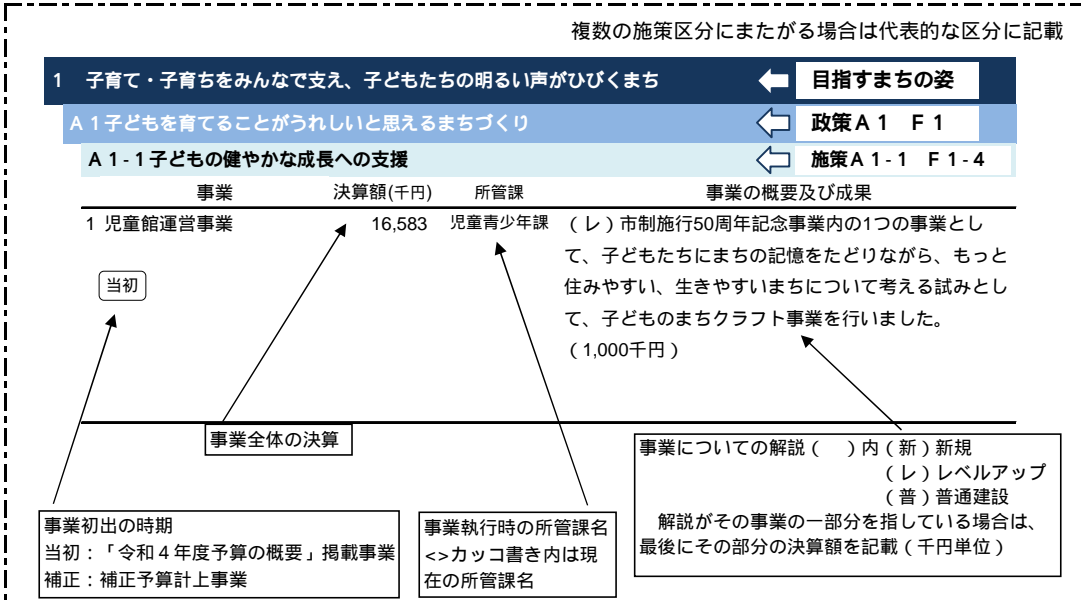 複数の施策区分にまたがる場合は代表的な区分に記載
1 子育て・子育ちをみんなで支え、子どもたちの明るい声がひびくまち
目指すまちの姿
A1子どもを育てることがうれしいと思えるまちづくり
政策A1 F1
A1-1子どもの健やかな成長への支援
施策A1-1 F1-4
事業 決算額(千円) 所管課 事業の概要及び成果
1 児童館運営事業 16,583 児童青少年課 (レ)市制施行50周年記念事業内の1つの事業とし
て、子どもたちにまちの記憶をたどりながら、もっと
住みやすい、生きやすいまちについて考える試みとし
て、子どものまちクラフト事業を行いました。
(1,000千円)
当初
事業全体の決算
事業についての解説( )内(新)新規
(レ)レベルアップ
(普)普通建設
解説がその事業の一部分を指している場合は、
最後にその部分の決算額を記載(千円単位)
事業初出の時期
当初:「令和4年度予算の概要」掲載事業
補正:補正予算計上事業
事業執行時の所管課名
<>カッコ書き内は現
在の所管課名